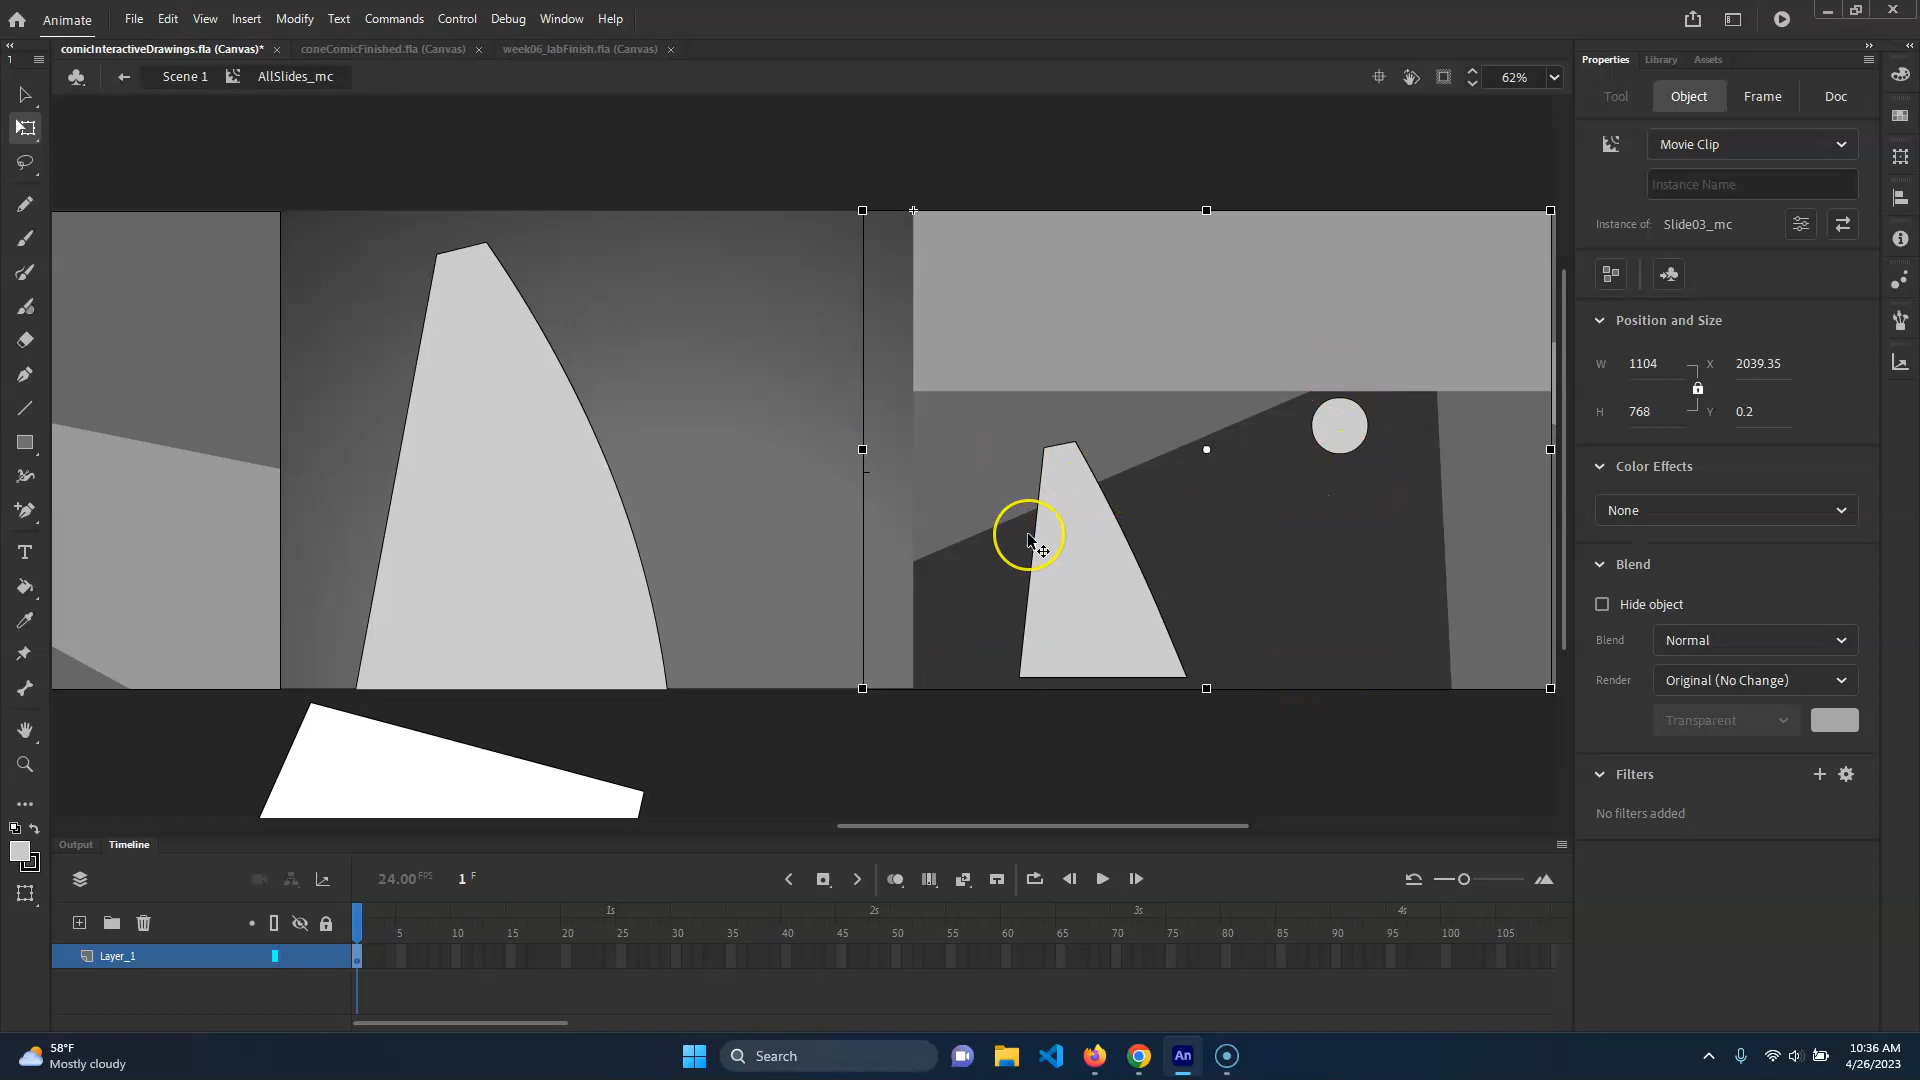 Animate
File Edit View Insert Modify Text Commands Control Debug Window Help
comicInteractiveDrawings.fla (Canvas)* coneComicFinished.fla (Canvas) week06_labFinish.fla (Canvas)
Scene 1 AllSlides_mc 62%
1
Properties Library Assets
Tool Object Frame Doc
Movie Clip
Instance Name
Instance of: Slide03_mc
Position and Size
W 1104 X 2039.35
H 768 Y 0.2
Color Effects
None
Blend
Hide object
Blend Normal
Render Original (No Change)
Transparent
Filters
No filters added
Output Timeline
24.00 FPS 1 F
1s 2s 3s 4s
5 10 15 20 25 30 35 40 45 50 55 60 65 70 75 80 85 90 95 100 105
Layer_1
58°F
Mostly cloudy
Search
An
10:36 AM
4/26/2023